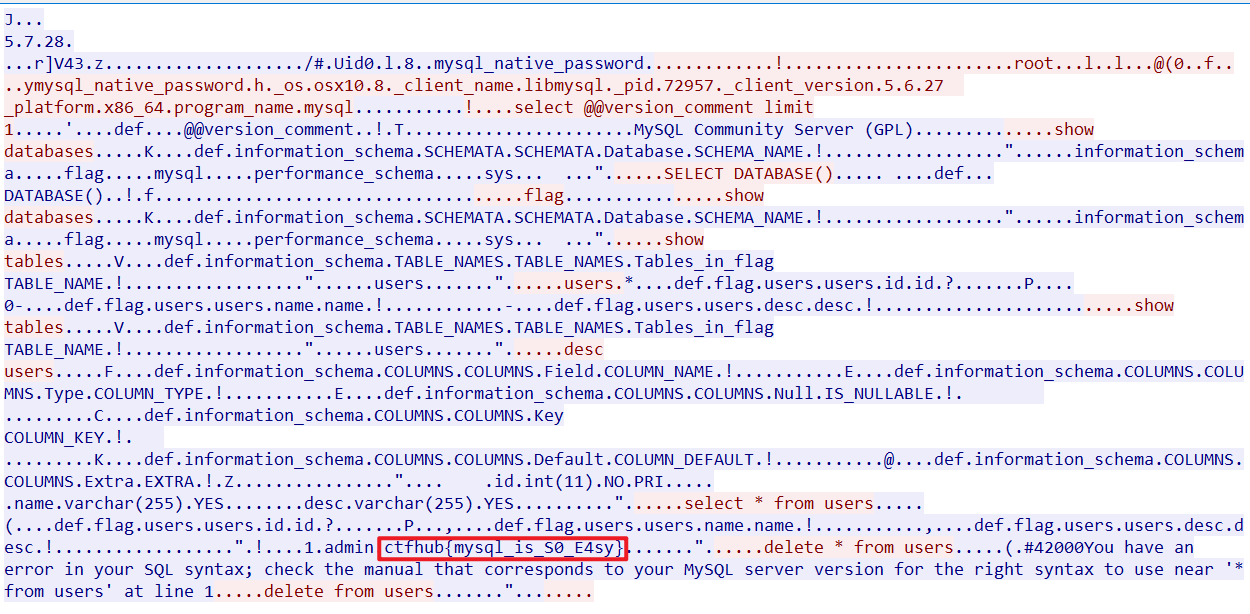 J...
5.7.28.
...r]V43.z..................../#.Uid0.l.8..mysql_native_password.............!.......................root...l..l...@(0..f..
..ymysql_native_password.h._os.osx10.8._client_name.libmysql._pid.72957._client_version.5.6.27
_platform.x86_64.program_name.mysql...........!....select @@version_comment limit
1.....'....def....@@version_comment..!.T.......................MySQL Community Server (GPL)..............show
databases.....K....def.information_schema.SCHEMATA.SCHEMATA.Database.SCHEMA_NAME.!.................."......information_schem
a.....flag.....mysql.....performance_schema.....sys... ..."......SELECT DATABASE()..... ....def...
DATABASE()..!.f.....................................flag................show
databases.....K....def.information_schema.SCHEMATA.SCHEMATA.Database.SCHEMA_NAME.!.................."......information_schem
a.....flag.....mysql.....performance_schema.....sys... ..."......show
tables.....V....def.information_schema.TABLE_NAMES.TABLE_NAMES.Tables_in_flag
TABLE_NAME.!.................."......users.......".......users.*....def.flag.users.users.id.id.?.......P....
0-....def.flag.users.users.name.name.!............-....def.flag.users.users.desc.desc.!..........................show
tables.....V....def.information_schema.TABLE_NAMES.TABLE_NAMES.Tables_in_flag
TABLE_NAME.!.................."......users.......".......desc
users.....F....def.information_schema.COLUMNS.COLUMNS.Field.COLUMN_NAME.!...........E....def.information_schema.COLUMNS.COLU
MNS.Type.COLUMN_TYPE.!...........E....def.information_schema.COLUMNS.COLUMNS.Null.IS_NULLABLE.!.
.........C....def.information_schema.COLUMNS.COLUMNS.Key
COLUMN_KEY.!.
.........K....def.information_schema.COLUMNS.COLUMNS.Default.COLUMN_DEFAULT.!...........@....def.information_schema.COLUMNS.
COLUMNS.Extra.EXTRA.!.Z................".... .id.int(11).NO.PRI.....
.name.varchar(255).YES........desc.varchar(255).YES..........".......select * from users.....
(....def.flag.users.users.id.id.?.......P...,....def.flag.users.users.name.name.!...........,....def.flag.users.users.desc.d
esc.!..................".!....1.admin ctfhub{mysql_is_S0_E4sy}.......".......delete * from users.....(.#42000You have an
error in your SQL syntax; check the manual that corresponds to your MySQL server version for the right syntax to use near '*
from users' at line 1.....delete from users.......".........